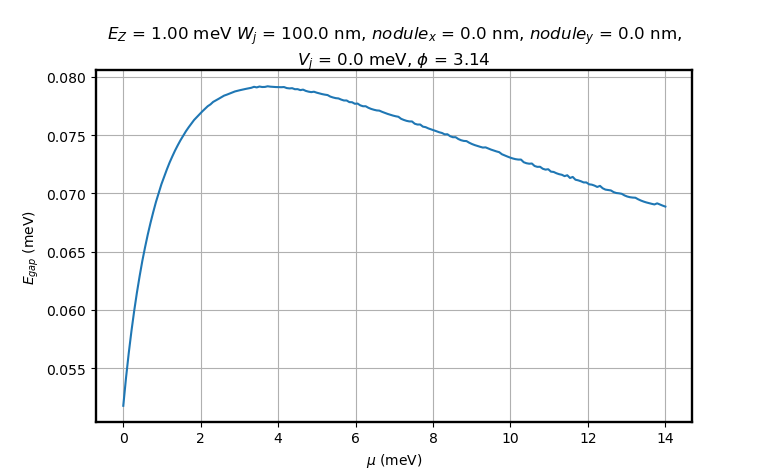 E_Z = 1.00 meV W_j = 100.0 nm, nodule_x = 0.0 nm, nodule_y = 0.0 nm,
V_j = 0.0 meV, ϕ = 3.14
0.080
0.075
0.070
0.065
0.060
0.055
E_gap (meV)
0 2 4 6 8 10 12 14
μ (meV)